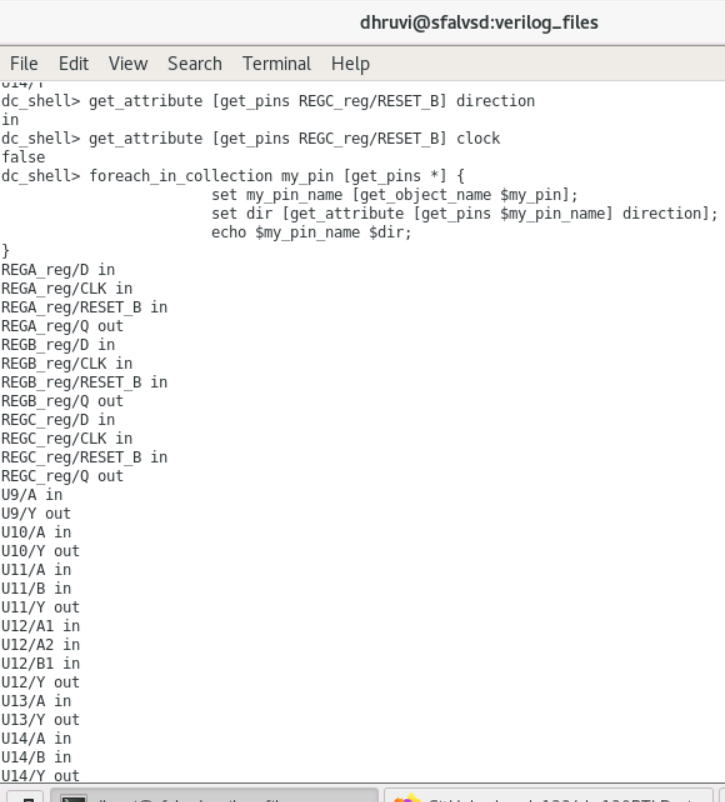 dhruvi@sfalvsd:verilog_files
File Edit View Search Terminal Help
U14/Y
dc_shell> get_attribute [get_pins REGC_reg/RESET_B] direction
in
dc_shell> get_attribute [get_pins REGC_reg/RESET_B] clock
false
dc_shell> foreach_in_collection my_pin [get_pins *] {
set my_pin_name [get_object_name $my_pin];
set dir [get_attribute [get_pins $my_pin_name] direction];
echo $my_pin_name $dir;
}
REGA_reg/D in
REGA_reg/CLK in
REGA_reg/RESET_B in
REGA_reg/Q out
REGB_reg/D in
REGB_reg/CLK in
REGB_reg/RESET_B in
REGB_reg/Q out
REGC_reg/D in
REGC_reg/CLK in
REGC_reg/RESET_B in
REGC_reg/Q out
U9/A in
U9/Y out
U10/A in
U10/Y out
U11/A in
U11/B in
U11/Y out
U12/A1 in
U12/A2 in
U12/B1 in
U12/Y out
U13/A in
U13/Y out
U14/A in
U14/B in
U14/Y out